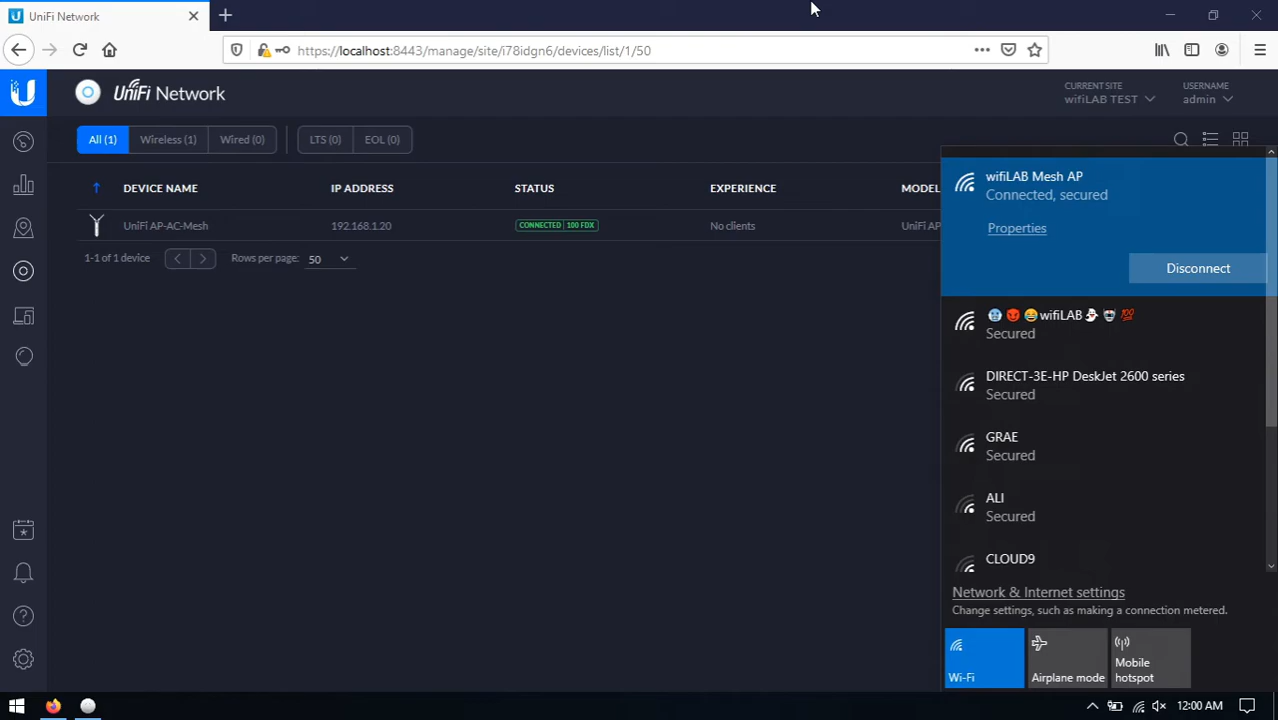 UniFi Network
https://localhost:8443/manage/site/i78idgn6/devices/list/1/50
UniFi Network
CURRENT SITE
wifiLAB TEST
USERNAME
admin
All (1)
Wireless (1)
Wired (0)
LTS (0)
EOL (0)
DEVICE NAME
IP ADDRESS
STATUS
EXPERIENCE
MODEL
UniFi AP-AC-Mesh
192.168.1.20
CONNECTED | 100 FDX
No clients
UniFi AP
1-1 of 1 device
Rows per page:
50
wifiLAB Mesh AP
Connected, secured
Properties
Disconnect
🥶😡😂wifiLAB👻🤡💯
Secured
DIRECT-3E-HP DeskJet 2600 series
Secured
GRAE
Secured
ALI
Secured
CLOUD9
Network & Internet settings
Change settings, such as making a connection metered.
Wi-Fi
Airplane mode
Mobile
hotspot
12:00 AM